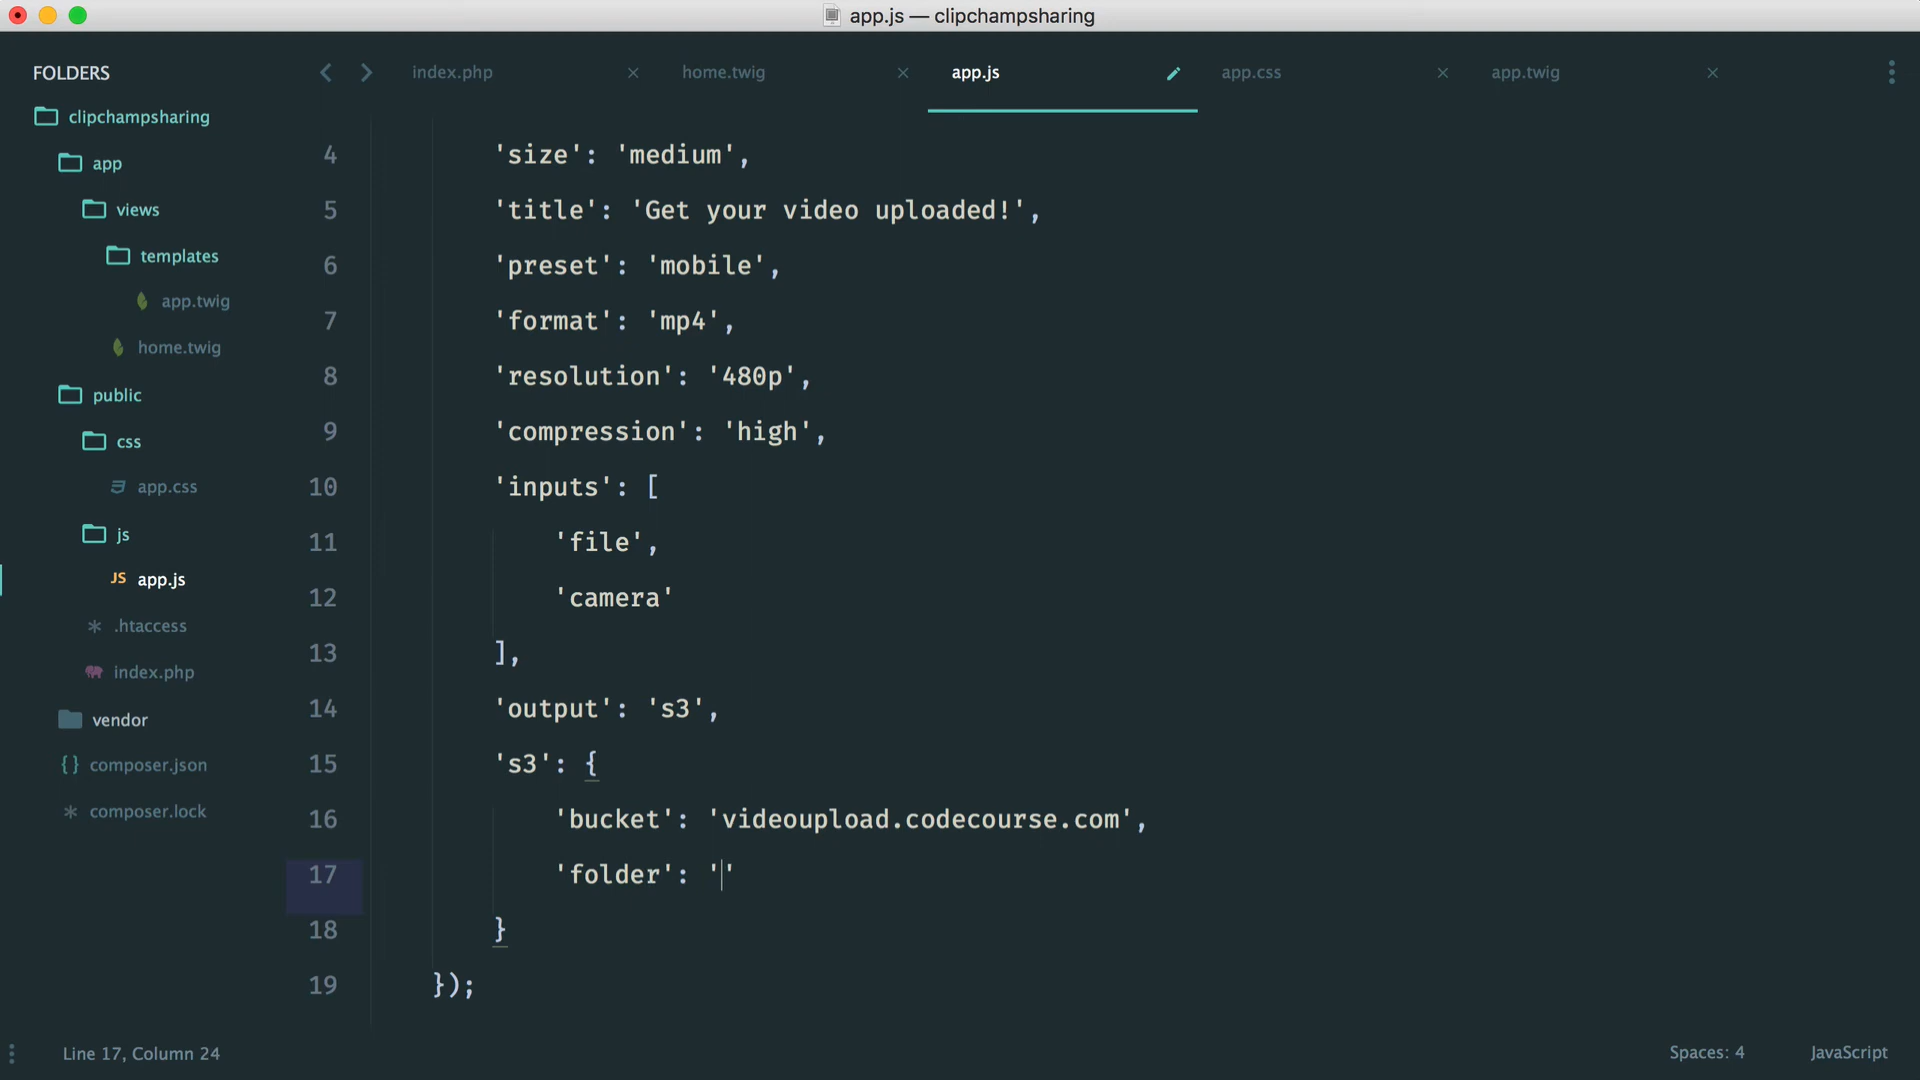 app.js — clipchampsharing
FOLDERS
clipchampsharing
app
views
templates
app.twig
home.twig
public
css
app.css
js
JS app.js
.htaccess
index.php
vendor
{} composer.json
* composer.lock
index.php
home.twig
app.js
app.css
app.twig
4 'size': 'medium',
5 'title': 'Get your video uploaded!',
6 'preset': 'mobile',
7 'format': 'mp4',
8 'resolution': '480p',
9 'compression': 'high',
10 'inputs': [
11 'file',
12 'camera'
13 ],
14 'output': 's3',
15 's3': {
16 'bucket': 'videoupload.codecourse.com',
17 'folder': ''
18 }
19 });
Line 17, Column 24
Spaces: 4
JavaScript